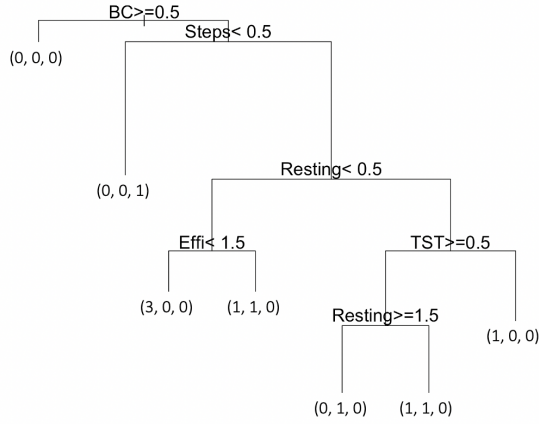 BC>=0.5
Steps< 0.5
(0, 0, 0)
Resting< 0.5
(0, 0, 1)
Effi< 1.5
TST>=0.5
(3, 0, 0)
(1, 1, 0)
Resting>=1.5
(1, 0, 0)
(0, 1, 0)
(1, 1, 0)